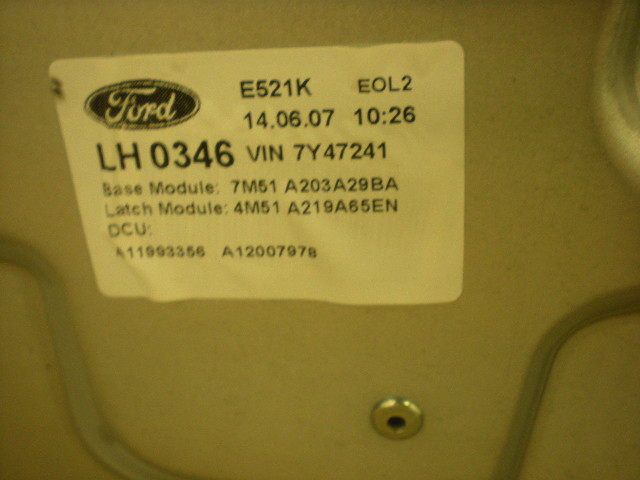 Ford E521K EOL2
14.06.07 10:26
LH 0346 VIN 7Y47241
Base Module: 7M51 A203A29BA
Latch Module: 4M51 A219A65EN
DCU:
A11993356 A12007978